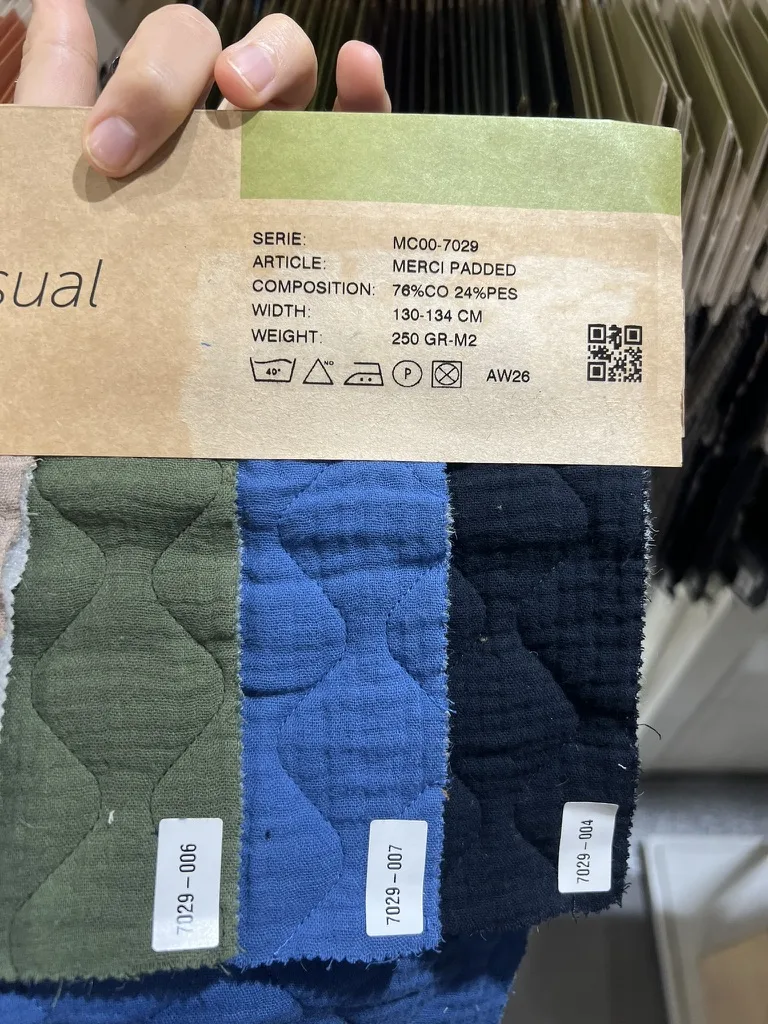 sual
SERIE: MC00-7029
ARTICLE: MERCI PADDED
COMPOSITION: 76%CO 24%PES
WIDTH: 130-134 CM
WEIGHT: 250 GR-M2
40° NO P AW26
7029-006
7029-007
7029-004